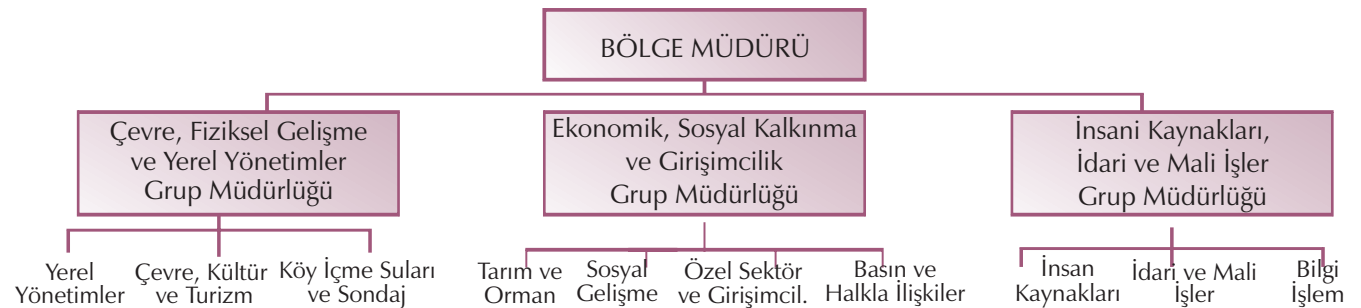 BÖLGE MÜDÜRÜ
Çevre, Fiziksel Gelişme
ve Yerel Yönetimler
Grup Müdürlüğü
Ekonomik, Sosyal Kalkınma
ve Girişimcilik
Grup Müdürlüğü
İnsani Kaynakları,
İdari ve Mali İşler
Grup Müdürlüğü
Yerel
Yönetimler
Çevre, Kültür
ve Turizm
Köy İçme Suları
ve Sondaj
Tarım ve
Orman
Sosyal
Gelişme
Özel Sektör
ve Girişimcil.
Basın ve
Halkla İlişkiler
İnsan
Kaynakları
İdari ve Mali
İşler
Bilgi
İşlem